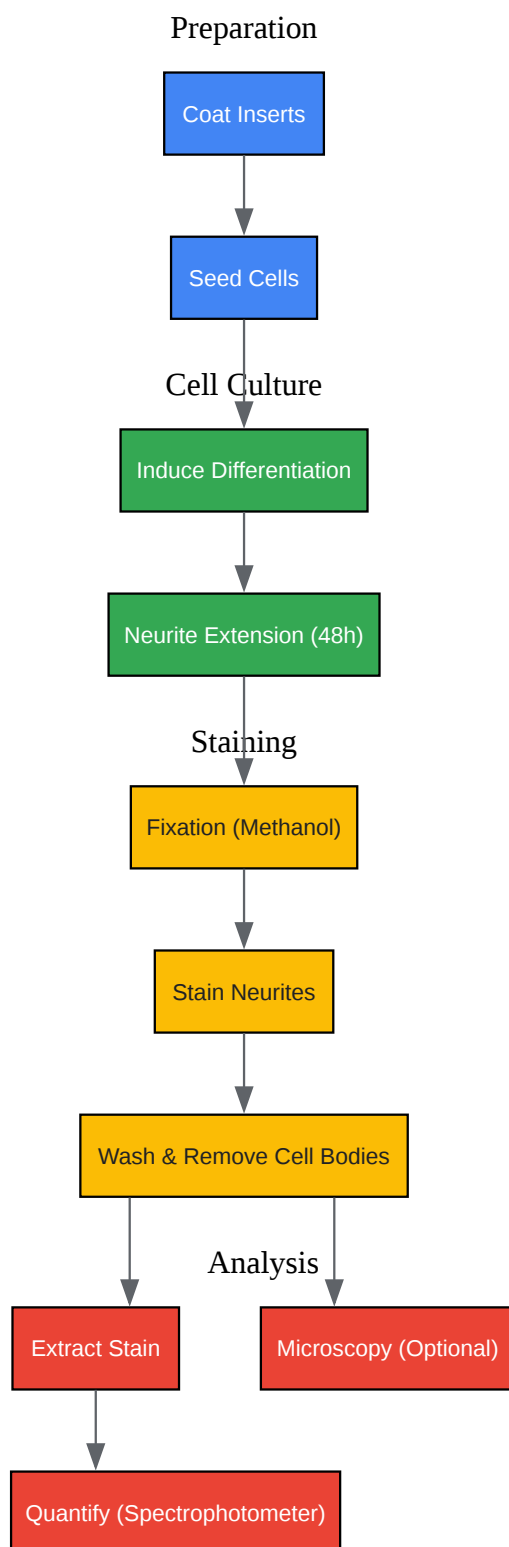 Preparation
Coat Inserts
Seed Cells
Cell Culture
Induce Differentiation
Neurite Extension (48h)
Staining
Fixation (Methanol)
Stain Neurites
Wash & Remove Cell Bodies
Analysis
Extract Stain
Microscopy (Optional)
Quantify (Spectrophotometer)